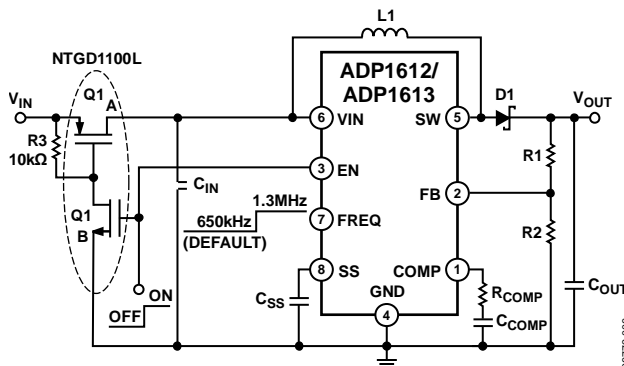 L1
NTGD1100L
ADP1612/
ADP1613
VIN
Q1
A
D1
VOUT
6
VIN
SW
5
R3
10kΩ
R1
3
EN
CIN
FB
2
1.3MHz
Q1
B
650kHz
(DEFAULT)
7
FREQ
R2
ON
OFF
8
SS
COMP
1
CSS
GND
4
RCOMP
CCOMP
COUT